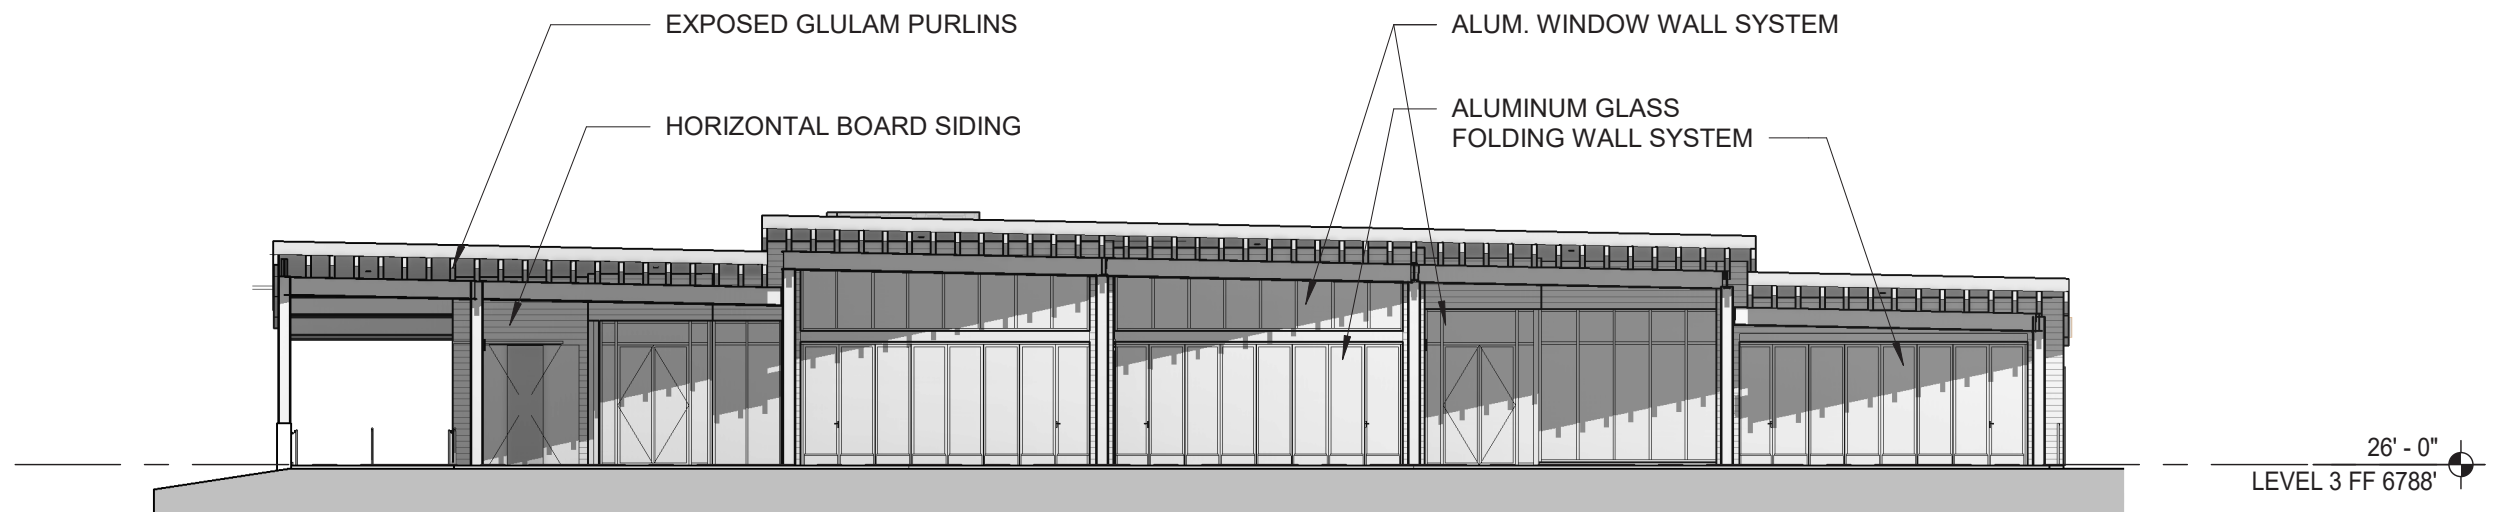 EXPOSED GLULAM PURLINS
ALUM. WINDOW WALL SYSTEM
HORIZONTAL BOARD SIDING
ALUMINUM GLASS
FOLDING WALL SYSTEM
26' - 0"
LEVEL 3 FF 6788'